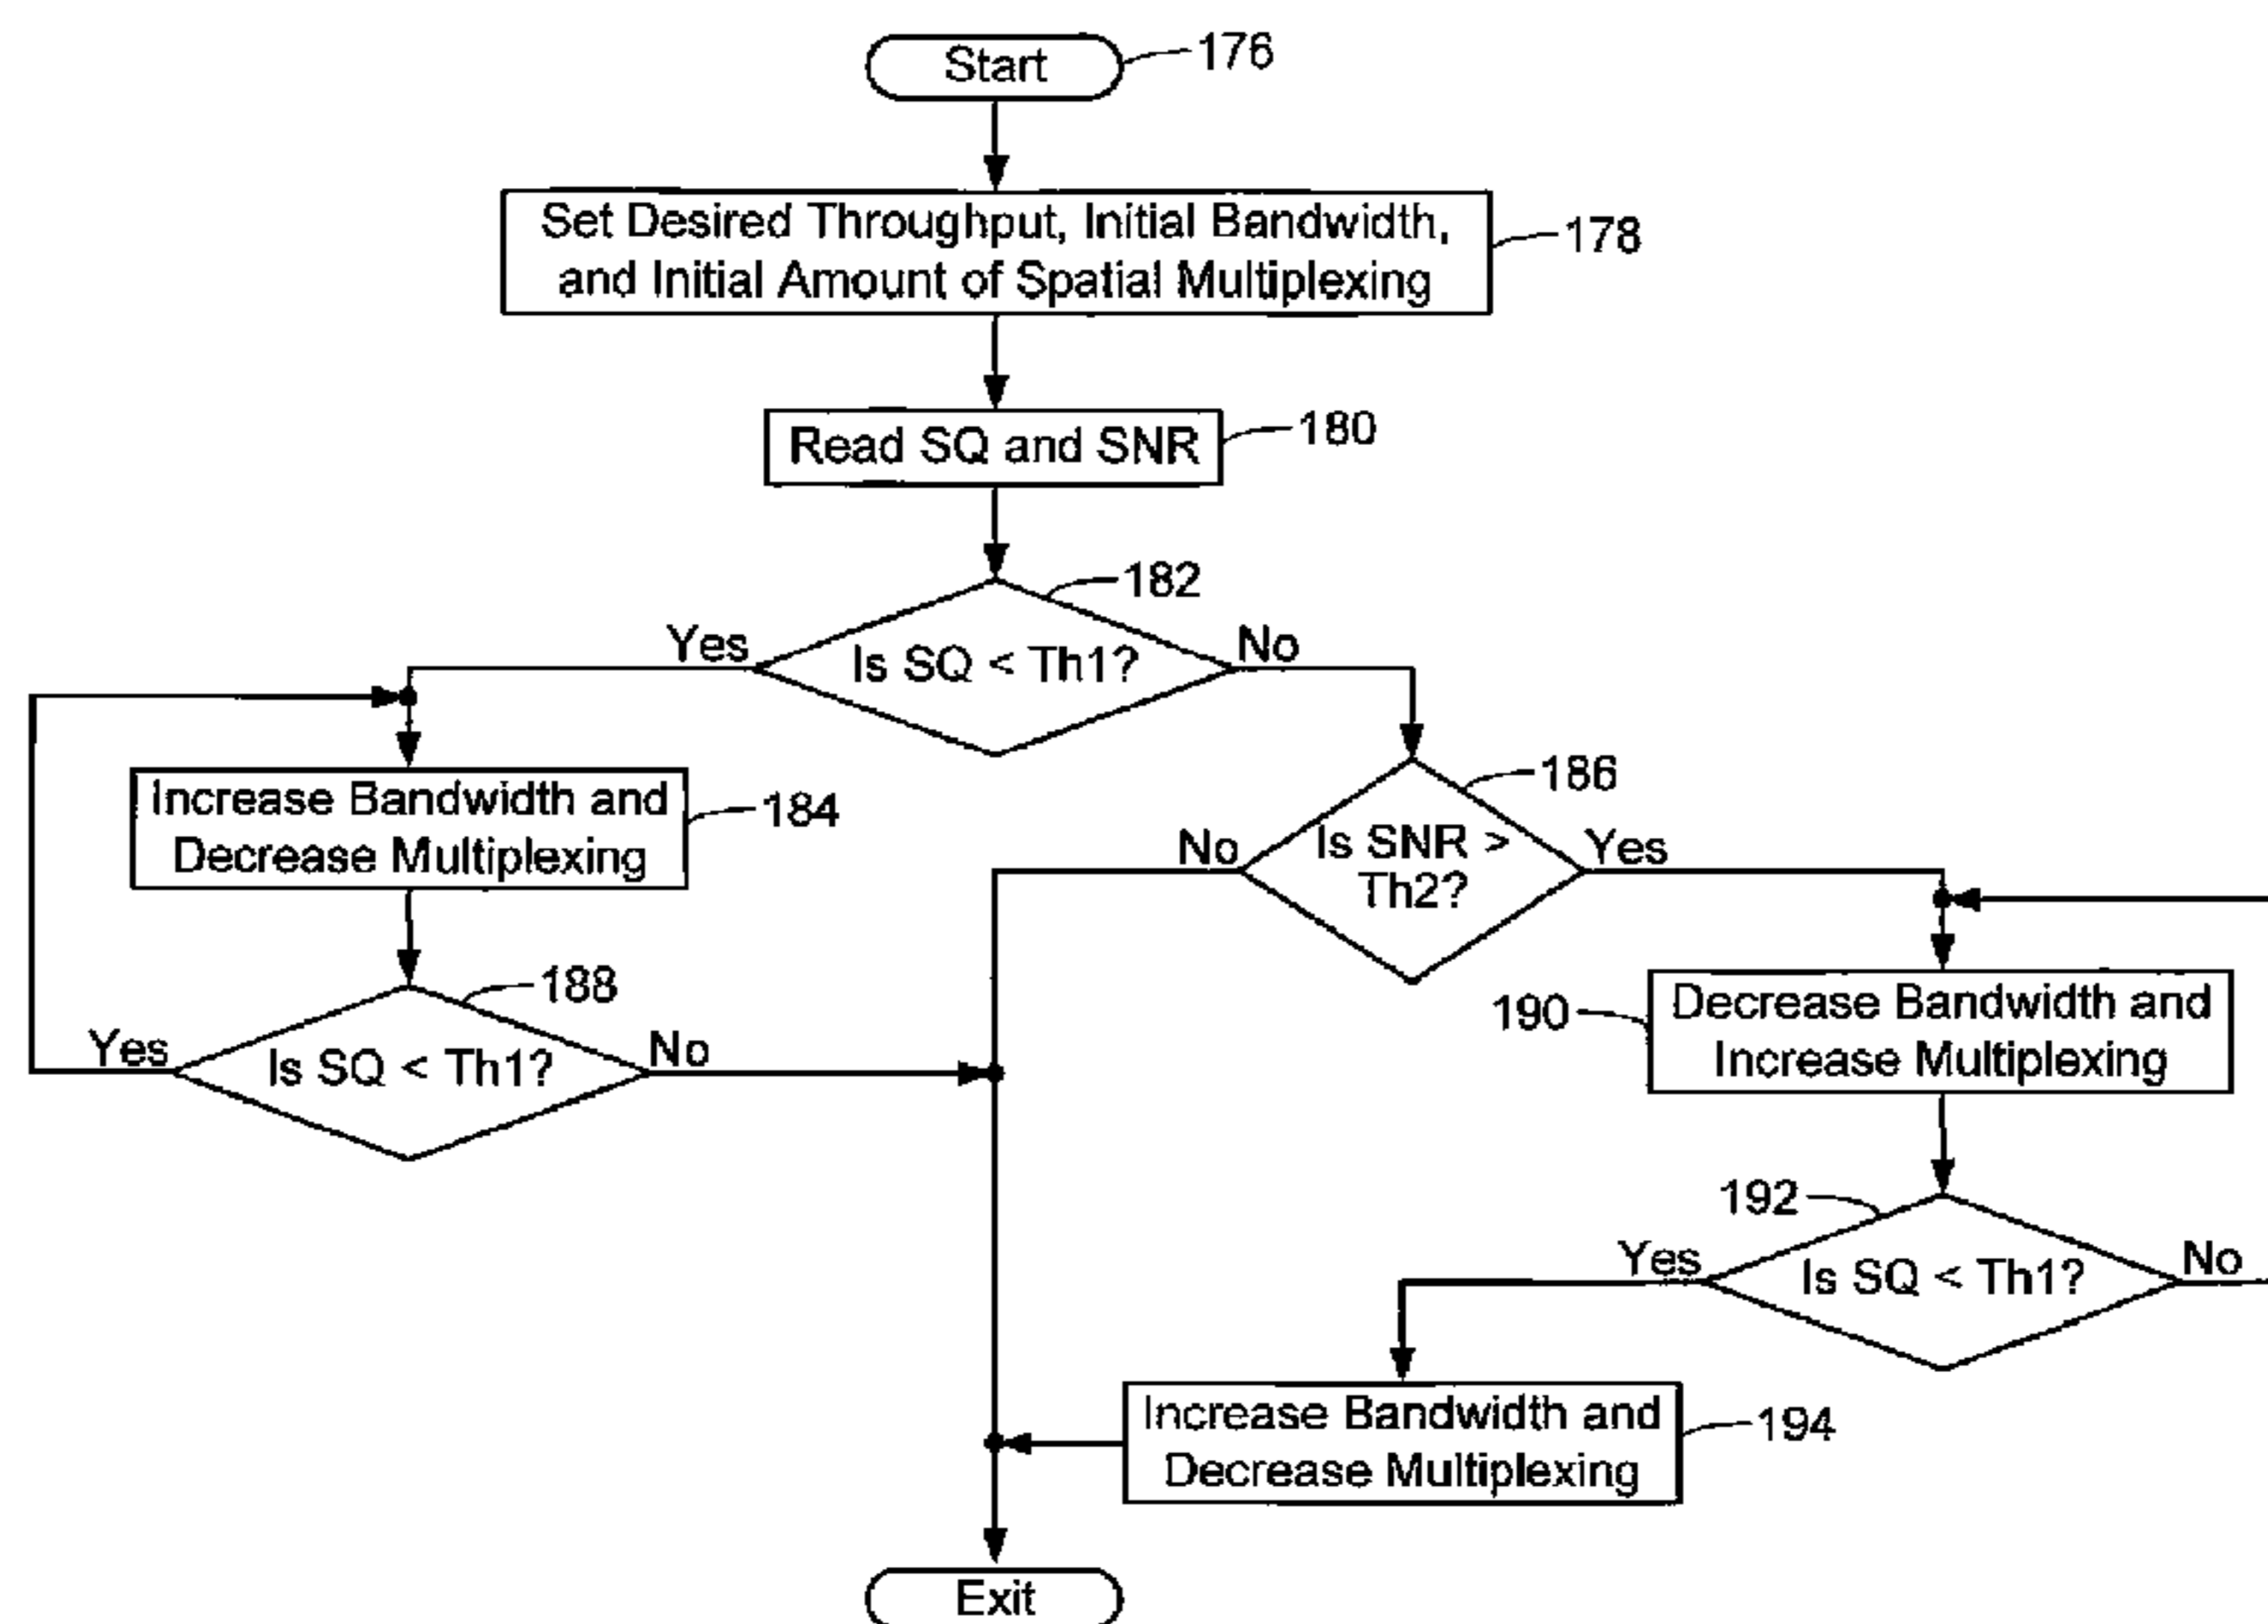 Start
176
Set Desired Throughput, Initial Bandwidth,
and Initial Amount of Spatial Multiplexing
178
Read SQ and SNR
180
182
Yes
Is SQ < Th1?
No
Increase Bandwidth and
Decrease Multiplexing
184
186
No
Is SNR >
Th2?
Yes
188
Yes
Is SQ < Th1?
No
190
Decrease Bandwidth and
Increase Multiplexing
192
Yes
Is SQ < Th1?
No
Increase Bandwidth and
Decrease Multiplexing
194
Exit